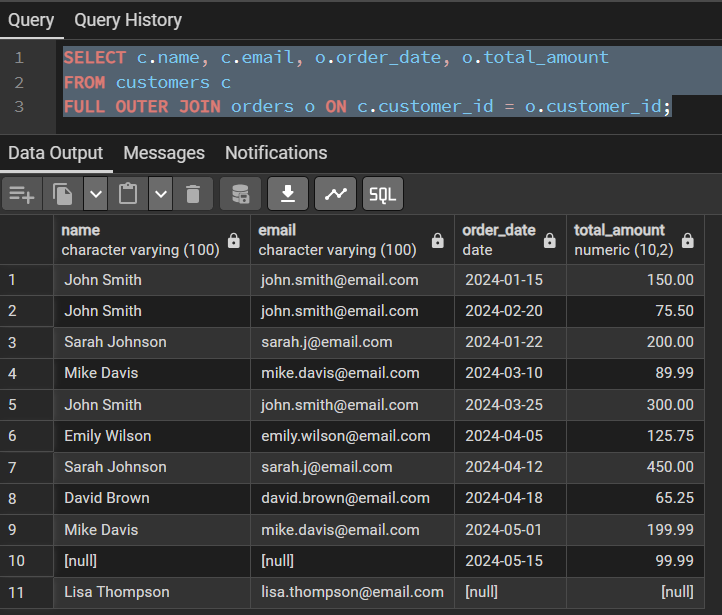 Query Query History
1 SELECT c.name, c.email, o.order_date, o.total_amount
2 FROM customers c
3 FULL OUTER JOIN orders o ON c.customer_id = o.customer_id;
Data Output Messages Notifications
SQL
name email order_date total_amount
character varying (100) character varying (100) date numeric (10,2)
1 John Smith john.smith@email.com 2024-01-15 150.00
2 John Smith john.smith@email.com 2024-02-20 75.50
3 Sarah Johnson sarah.j@email.com 2024-01-22 200.00
4 Mike Davis mike.davis@email.com 2024-03-10 89.99
5 John Smith john.smith@email.com 2024-03-25 300.00
6 Emily Wilson emily.wilson@email.com 2024-04-05 125.75
7 Sarah Johnson sarah.j@email.com 2024-04-12 450.00
8 David Brown david.brown@email.com 2024-04-18 65.25
9 Mike Davis mike.davis@email.com 2024-05-01 199.99
10 [null] [null] 2024-05-15 99.99
11 Lisa Thompson lisa.thompson@email.com [null] [null]